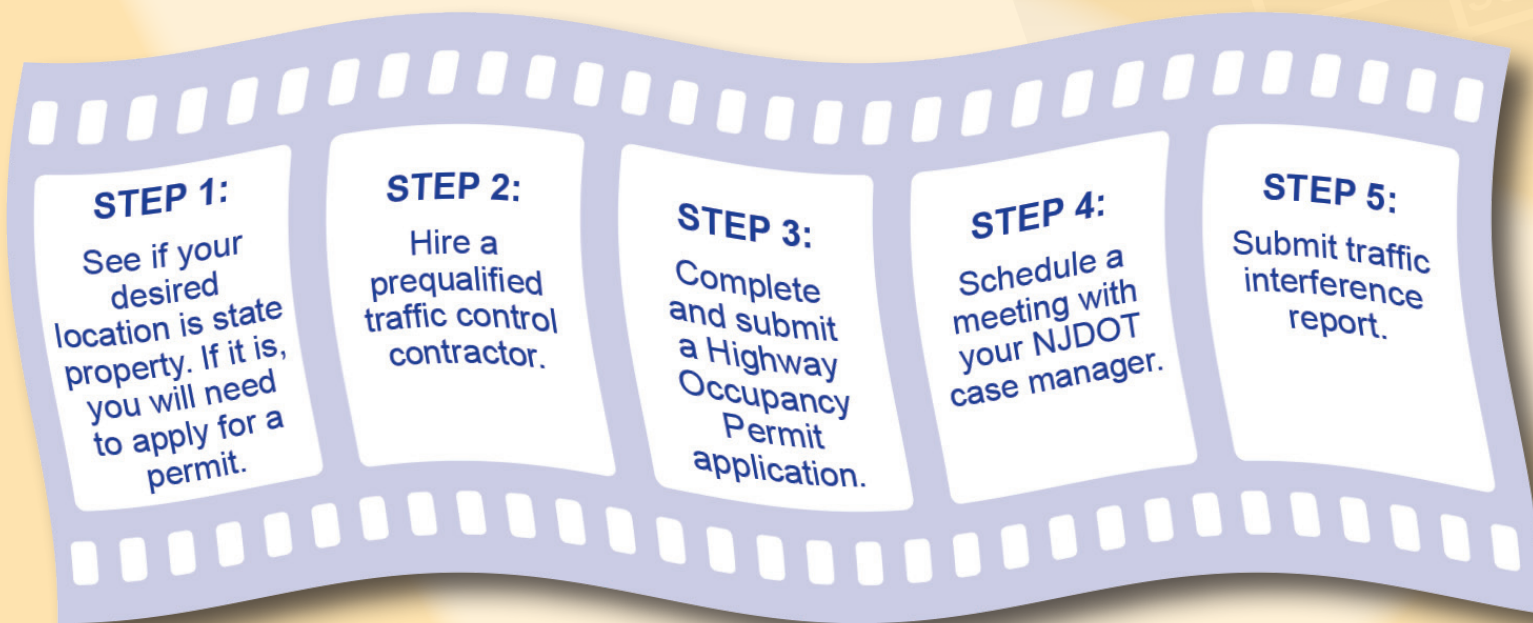 STEP 1:
See if your
desired
location is state
property. If it is,
you will need
to apply for a
permit.
STEP 2:
Hire a
prequalified
traffic control
contractor.
STEP 3:
Complete
and submit
a Highway
Occupancy
Permit
application.
STEP 4:
Schedule a
meeting with
your NJDOT
case manager.
STEP 5:
Submit traffic
interference
report.